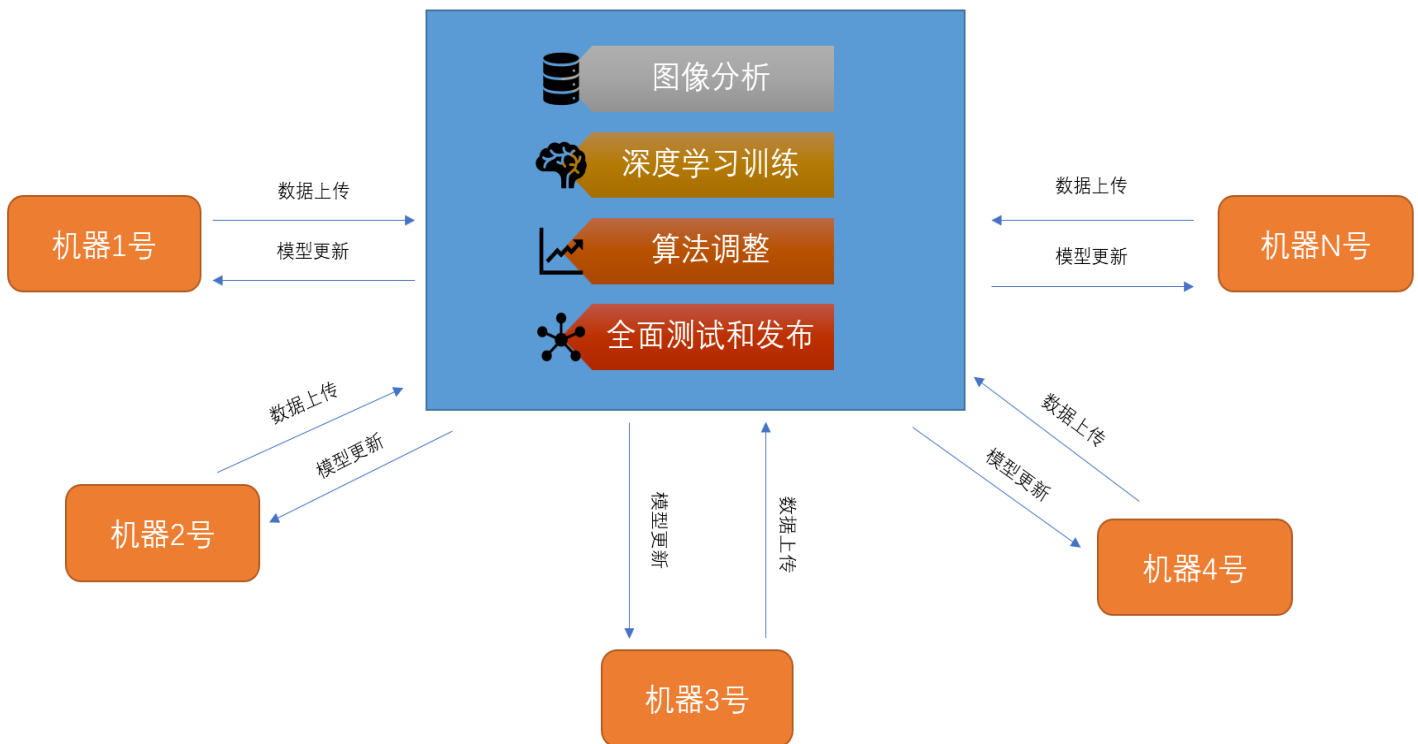 图像分析
深度学习训练
算法调整
全面测试和发布
机器1号
数据上传
模型更新
数据上传
模型更新
机器N号
机器2号
数据上传
模型更新
模型更新
数据上传
机器3号
数据上传
模型更新
机器4号